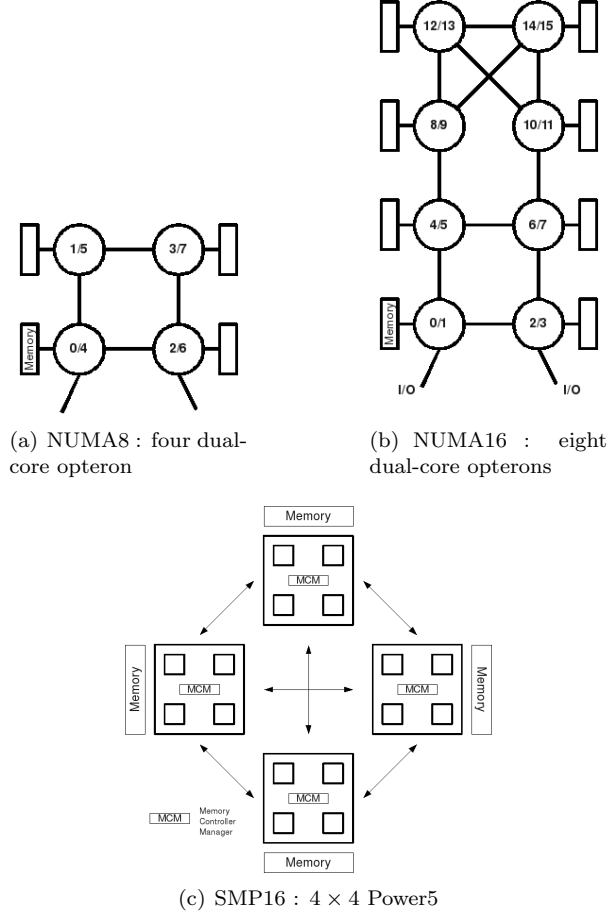 1/5
3/7
Memory
0/4
2/6
(a) NUMA8 : four dual-
core opteron
12/13
14/15
8/9
10/11
4/5
6/7
Memory
0/1
2/3
I/O
I/O
(b) NUMA16 : eight
dual-core opterons
Memory
MCM
Memory
MCM
MCM
Memory
MCM
MCM
Memory
Controller
Manager
Memory
(c) SMP16 : 4 × 4 Power5